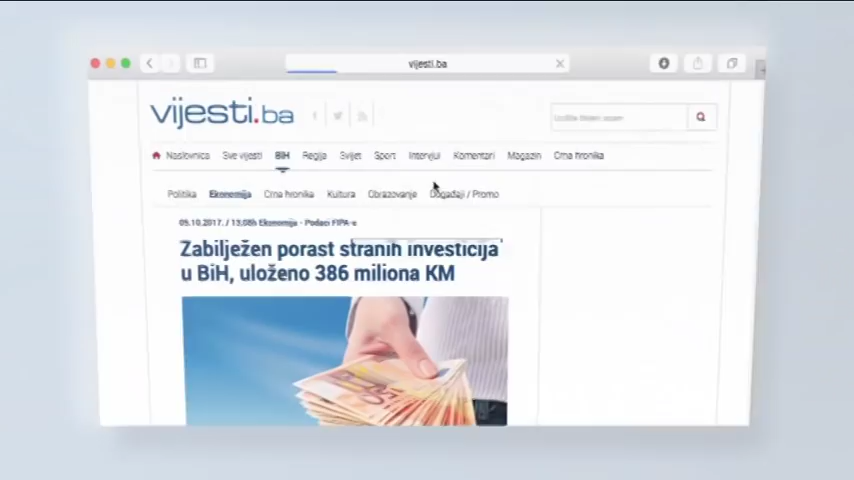 vijesti.ba
vijesti.ba
Naslovnica Sve vijesti BiH Regija Svijet Sport Intervjui Komentari Magazin Crna hronika
Politika Ekonomija Crna hronika Kultura Obrazovanje Događaji / Promo
05.10.2017. / 13:08h Ekonomija - Podaci FIPA-e
Zabilježen porast stranih investicija
u BiH, uloženo 386 miliona KM